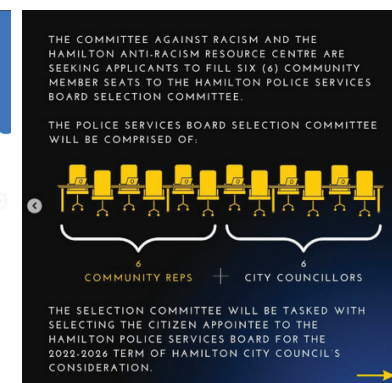 THE COMMITTEE AGAINST RACISM AND THE
HAMILTON ANTI-RACISM RESOURCE CENTRE ARE
SEEKING APPLICANTS TO FILL SIX (6) COMMUNITY
MEMBER SEATS TO THE HAMILTON POLICE SERVICES
BOARD SELECTION COMMITTEE.
THE POLICE SERVICES BOARD SELECTION COMMITTEE
WILL BE COMPRISED OF:
6
COMMUNITY REPS
+
6
CITY COUNCILLORS
THE SELECTION COMMITTEE WILL BE TASKED WITH
SELECTING THE CITIZEN APPOINTEE TO THE
HAMILTON POLICE SERVICES BOARD FOR THE
2022-2026 TERM OF HAMILTON CITY COUNCIL'S
CONSIDERATION.